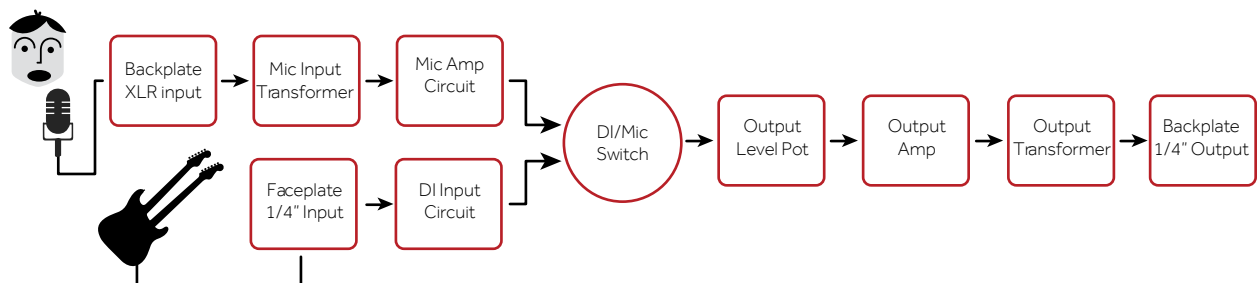 Backplate
XLR input
Mic Input
Transformer
Mic Amp
Circuit
DI/Mic
Switch
Output
Level Pot
Output
Amp
Output
Transformer
Backplate
1/4” Output
Faceplate
1/4” Input
DI Input
Circuit